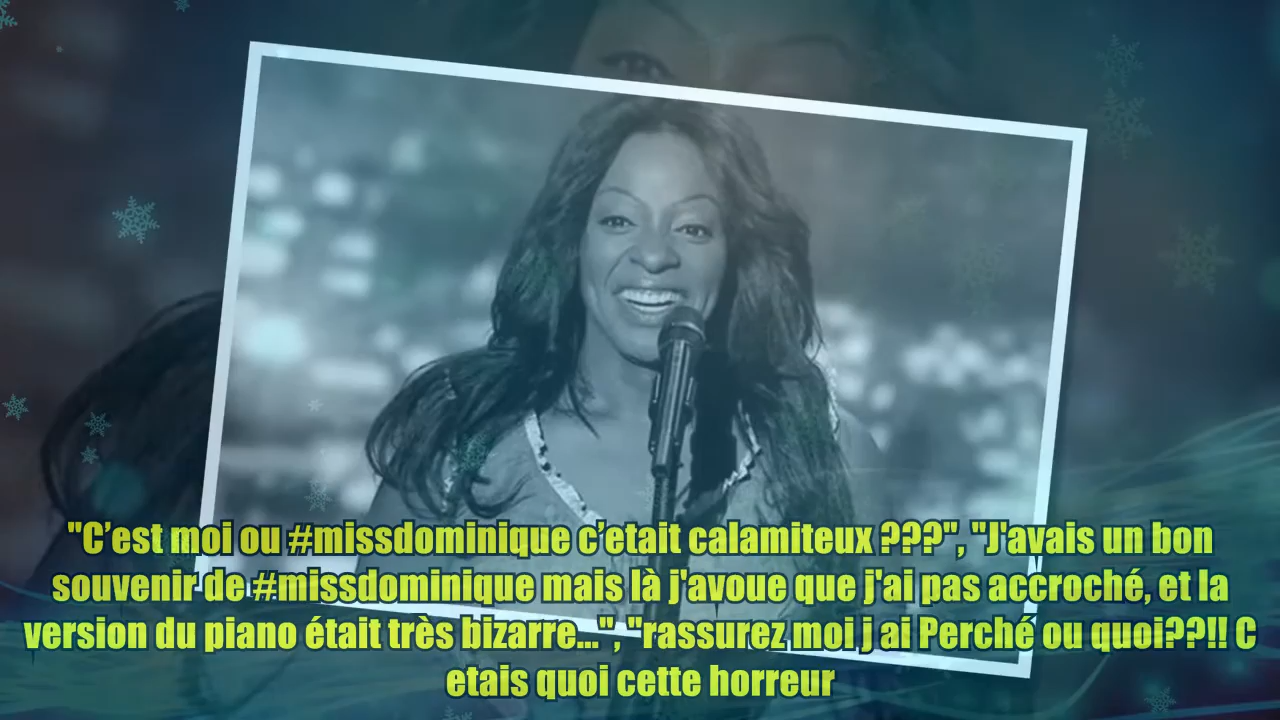 "C’est moi ou #missdominique c’etait calamiteux ???", "J'avais un bon
souvenir de #missdominique mais là j'avoue que j'ai pas accroché, et la
version du piano était très bizarre...", "rassurez moi j ai Perché ou quoi??!! C
etais quoi cette horreur